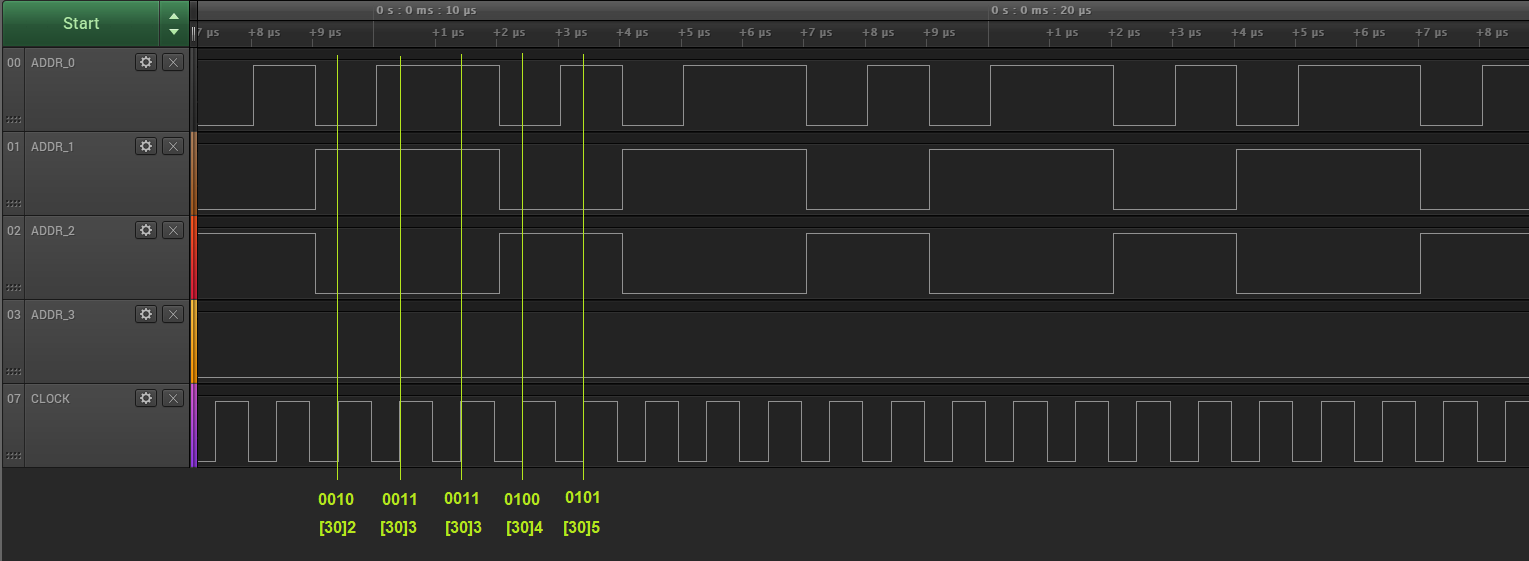 Start
0 s : 0 ms : 10 µs 0 s : 0 ms : 20 µs
7 µs +8 µs +9 µs +1 µs +2 µs +3 µs +4 µs +5 µs +6 µs +7 µs +8 µs +9 µs +1 µs +2 µs +3 µs +4 µs +5 µs +6 µs +7 µs +8 µs
00 ADDR_0
01 ADDR_1
02 ADDR_2
03 ADDR_3
07 CLOCK
0010 0011 0011 0100 0101
[30]2 [30]3 [30]3 [30]4 [30]5